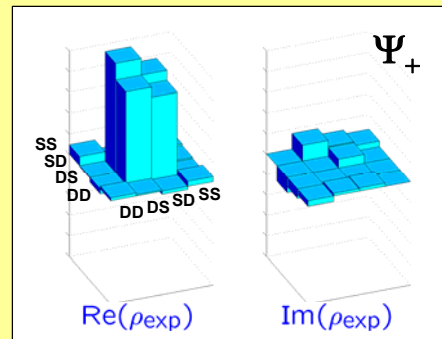 Ψ+
SS
SD
DS
DD
DD DS SD SS
Re(ρexp) Im(ρexp)